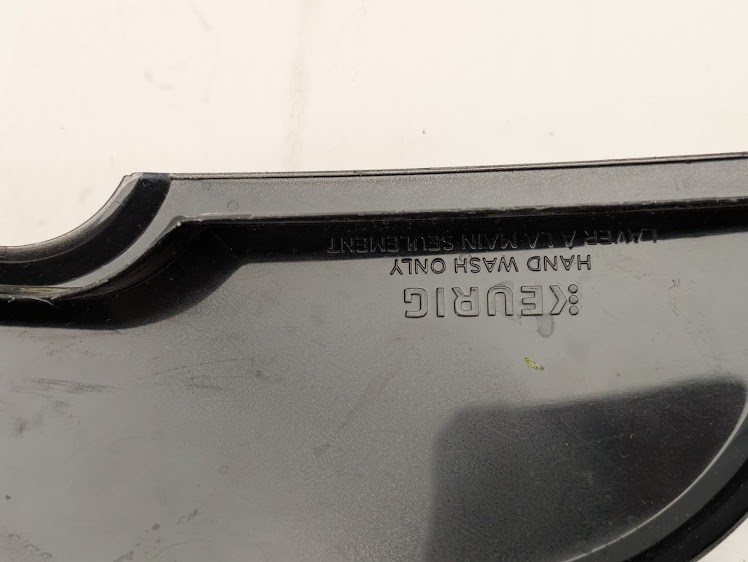 KEURIG
HAND WASH ONLY
LAVER À LA MAIN SEULEMENT